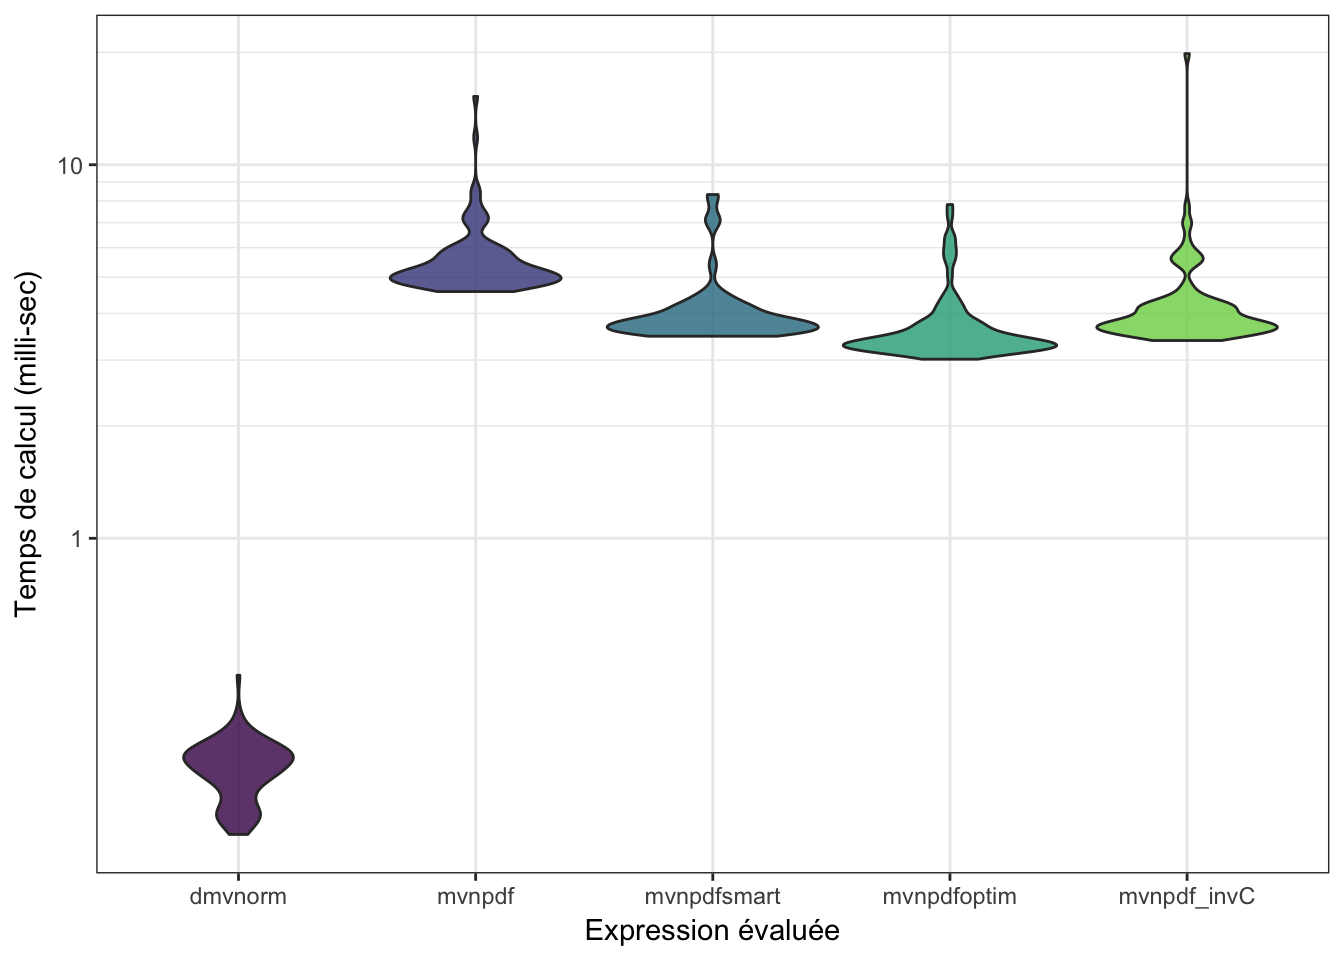 Temps de calcul (milli-sec)
10
1
dmvnorm
mvnpdf
mvnpdfsmart
mvnpdfoptim
mvnpdf_invC
Expression évaluée